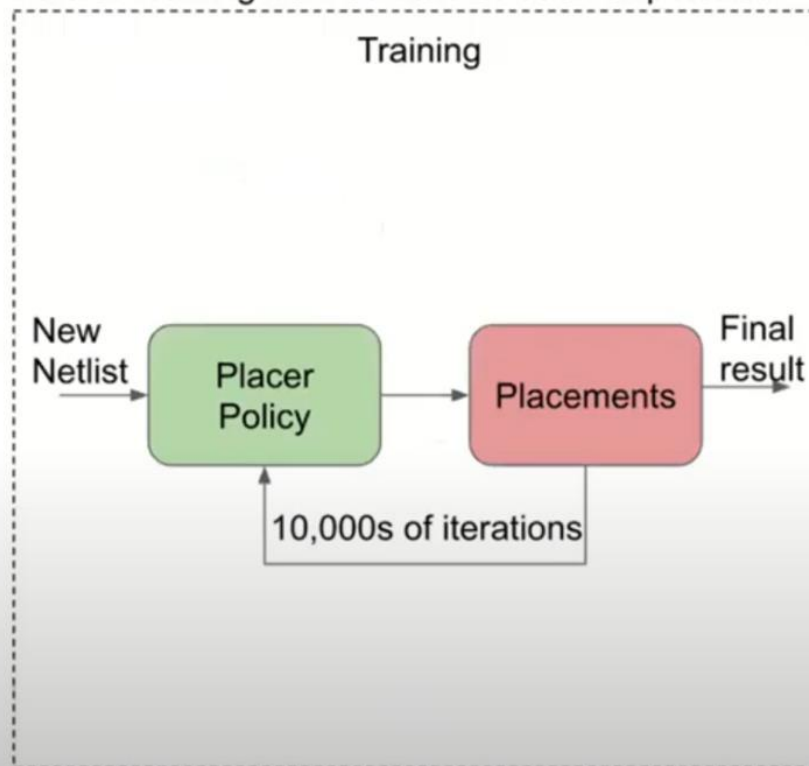 Training
New
Netlist
Placer
Policy
Placements
Final
result
10,000s of iterations